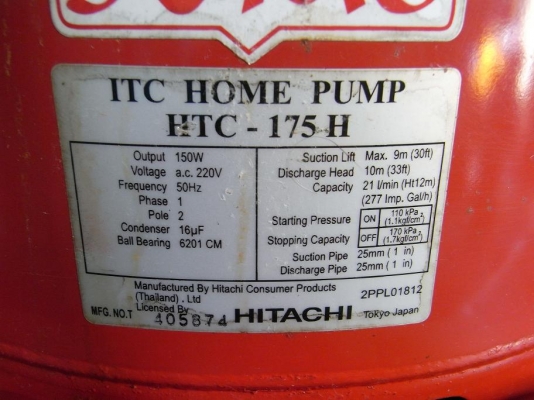 ITC HOME PUMP
HTC - 175 H
Output 150W
Voltage a.c. 220V
Frequency 50Hz
Phase 1
Pole 2
Condenser 16µF
Ball Bearing 6201 CM
Suction Lift Max. 9m (30ft)
Discharge Head 10m (33ft)
Capacity 21 l/min (Ht12m)
(277 Imp. Gal/h)
Starting Pressure ON 110 kPa (1.1kgf/cm²)
Stopping Capacity OFF 170 kPa (1.7kgf/cm²)
Suction Pipe 25mm ( 1 in)
Discharge Pipe 25mm ( 1 in)
Manufactured By Hitachi Consumer Products
(Thailand) . Ltd 2PPL01812
Licensed By
MFG. NO.T 405874 HITACHI Tokyo Japan